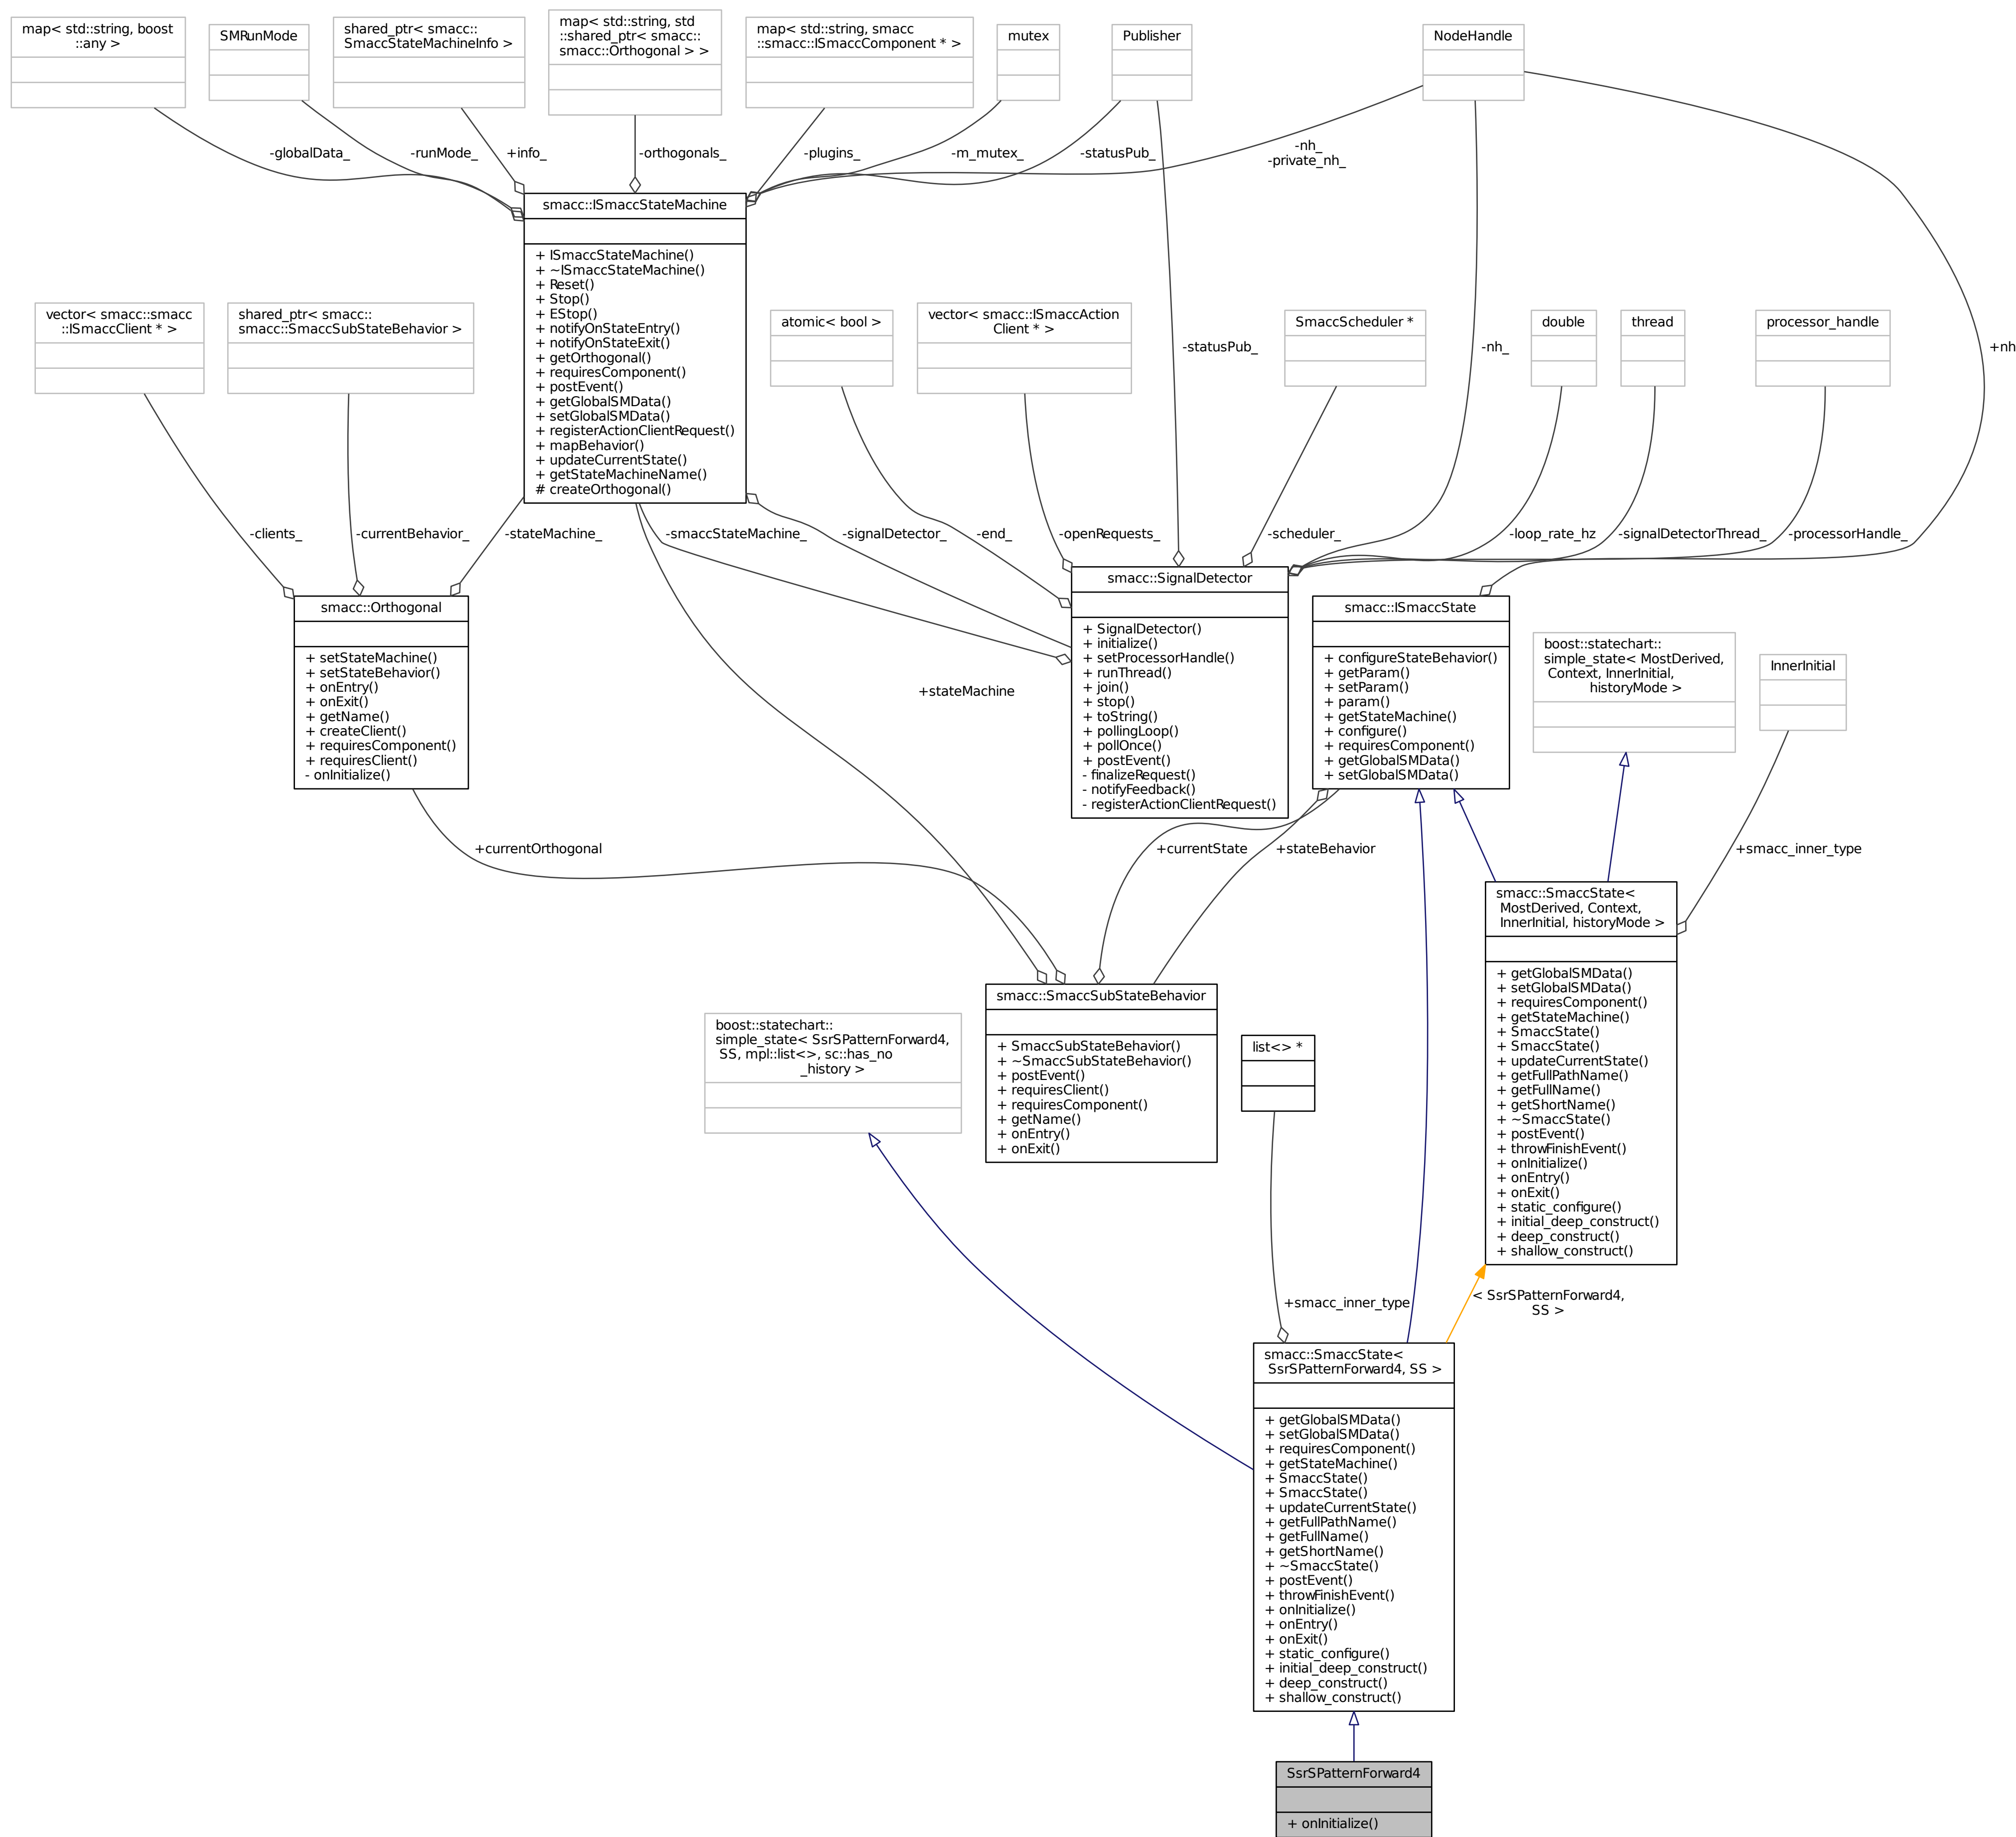 map< std::string, boost
::any >
SMRunMode
shared_ptr< smacc::
SmaccStateMachineInfo >
map< std::string, std
::shared_ptr< smacc::
smacc::Orthogonal > >
map< std::string, smacc
::smacc::ISmaccComponent * >
mutex
Publisher
NodeHandle
-globalData_
-runMode_
+info_
-orthogonals_
-plugins_
-m_mutex_
-statusPub_
-nh_
-private_nh_
smacc::ISmaccStateMachine
+ ISmaccStateMachine()
+ ~ISmaccStateMachine()
+ Reset()
+ Stop()
+ EStop()
+ notifyOnStateEntry()
+ notifyOnStateExit()
+ getOrthogonal()
+ requiresComponent()
+ postEvent()
+ getGlobalSMData()
+ setGlobalSMData()
+ registerActionClientRequest()
+ mapBehavior()
+ updateCurrentState()
+ getStateMachineName()
# createOrthogonal()
vector< smacc::smacc
::ISmaccClient * >
shared_ptr< smacc::
smacc::SmaccSubStateBehavior >
atomic< bool >
vector< smacc::ISmaccAction
Client * >
SmaccScheduler *
double
thread
processor_handle
-statusPub_
-nh_
+nh
-clients_
-currentBehavior_
-stateMachine_
-smaccStateMachine_
-signalDetector_
-end_
-openRequests_
-scheduler_
-loop_rate_hz
-signalDetectorThread_
-processorHandle_
smacc::Orthogonal
+ setStateMachine()
+ setStateBehavior()
+ onEntry()
+ onExit()
+ getName()
+ createClient()
+ requiresComponent()
+ requiresClient()
- onInitialize()
smacc::SignalDetector
+ SignalDetector()
+ initialize()
+ setProcessorHandle()
+ runThread()
+ join()
+ stop()
+ toString()
+ pollingLoop()
+ pollOnce()
+ postEvent()
- finalizeRequest()
- notifyFeedback()
- registerActionClientRequest()
smacc::ISmaccState
+ configureStateBehavior()
+ getParam()
+ setParam()
+ param()
+ getStateMachine()
+ configure()
+ requiresComponent()
+ getGlobalSMData()
+ setGlobalSMData()
boost::statechart::
simple_state< MostDerived,
Context, InnerInitial,
historyMode >
InnerInitial
+stateMachine
+currentOrthogonal
+currentState
+stateBehavior
+smacc_inner_type
smacc::SmaccState<
MostDerived, Context,
InnerInitial, historyMode >
+ getGlobalSMData()
+ setGlobalSMData()
+ requiresComponent()
+ getStateMachine()
+ SmaccState()
+ SmaccState()
+ updateCurrentState()
+ getFullPathName()
+ getFullName()
+ getShortName()
+ ~SmaccState()
+ postEvent()
+ throwFinishEvent()
+ onInitialize()
+ onEntry()
+ onExit()
+ static_configure()
+ initial_deep_construct()
+ deep_construct()
+ shallow_construct()
smacc::SmaccSubStateBehavior
+ SmaccSubStateBehavior()
+ ~SmaccSubStateBehavior()
+ postEvent()
+ requiresClient()
+ requiresComponent()
+ getName()
+ onEntry()
+ onExit()
boost::statechart::
simple_state< SsrSPatternForward4,
SS, mpl::list<>, sc::has_no
_history >
list<> *
+smacc_inner_type
< SsrSPatternForward4,
SS >
smacc::SmaccState<
SsrSPatternForward4, SS >
+ getGlobalSMData()
+ setGlobalSMData()
+ requiresComponent()
+ getStateMachine()
+ SmaccState()
+ SmaccState()
+ updateCurrentState()
+ getFullPathName()
+ getFullName()
+ getShortName()
+ ~SmaccState()
+ postEvent()
+ throwFinishEvent()
+ onInitialize()
+ onEntry()
+ onExit()
+ static_configure()
+ initial_deep_construct()
+ deep_construct()
+ shallow_construct()
SsrSPatternForward4
+ onInitialize()